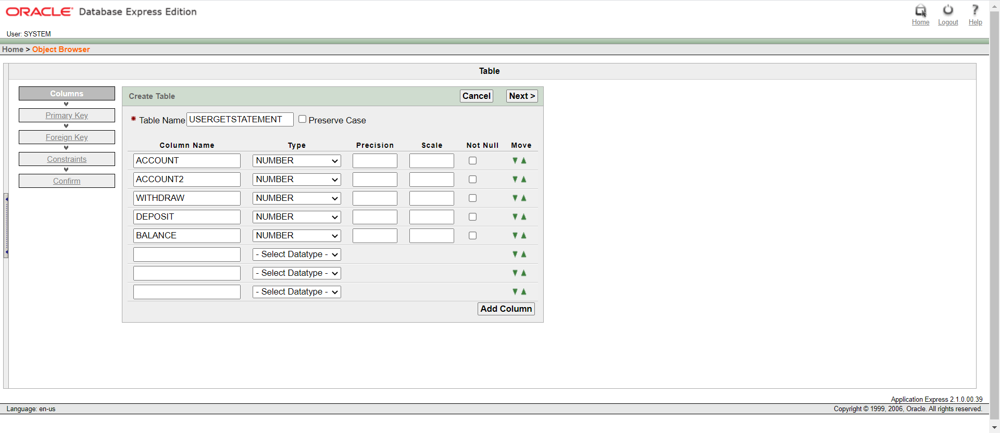 ORACLE Database Express Edition
Home Logout Help
User: SYSTEM
Home > Object Browser
Table
Columns
Primary Key
Foreign Key
Constraints
Confirm
Create Table Cancel Next >
* Table Name USERGETSTATEMENT Preserve Case
Column Name Type Precision Scale Not Null Move
ACCOUNT NUMBER
ACCOUNT2 NUMBER
WITHDRAW NUMBER
DEPOSIT NUMBER
BALANCE NUMBER
- Select Datatype -
- Select Datatype -
- Select Datatype -
Add Column
Application Express 2.1.0.00.39
Language: en-us Copyright © 1999, 2006, Oracle. All rights reserved.